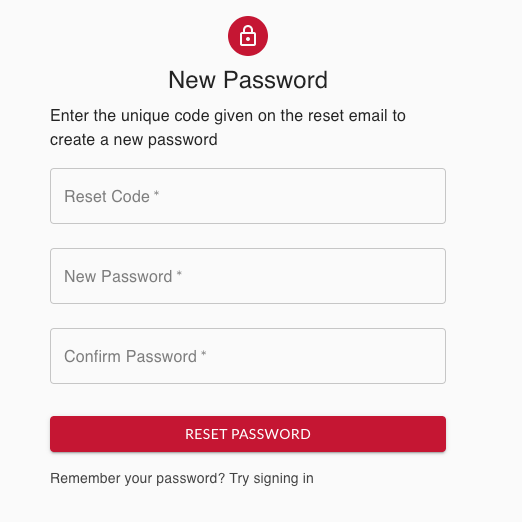 New Password
Enter the unique code given on the reset email to
create a new password
Reset Code *
New Password *
Confirm Password *
RESET PASSWORD
Remember your password? Try signing in